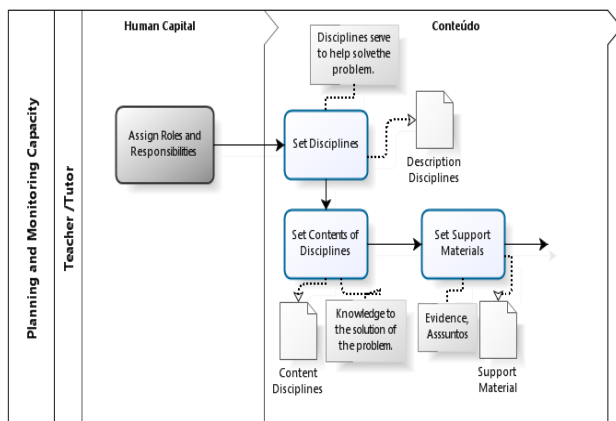 Human Capital
Conteúdo
Planning and Monitoring Capacity
Teacher /Tutor
Disciplines serve
to help solvethe
problem.
Assign Roles and
Responsibilities
Set Disciplines
Description
Disciplines
Set Contents of
Disciplines
Set Support
Materials
Knowledge to
the solution of
the problem.
Evidence,
Asssuntos
Content
Disciplines
Support
Material